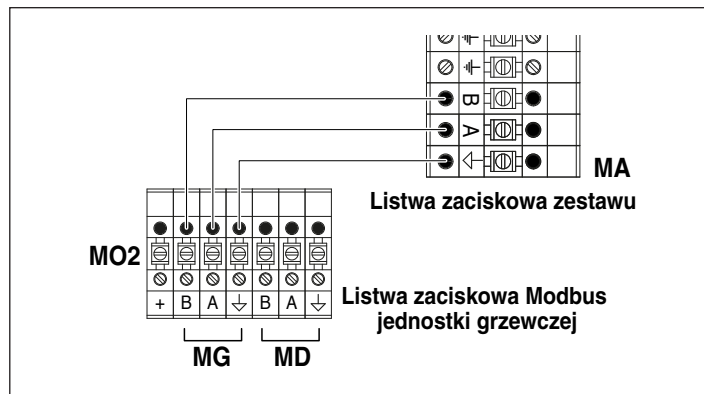 B
A
MA
Listwa zaciskowa zestawu
MO2
+ B A B A
Listwa zaciskowa Modbus
jednostki grzewczej
MG MD